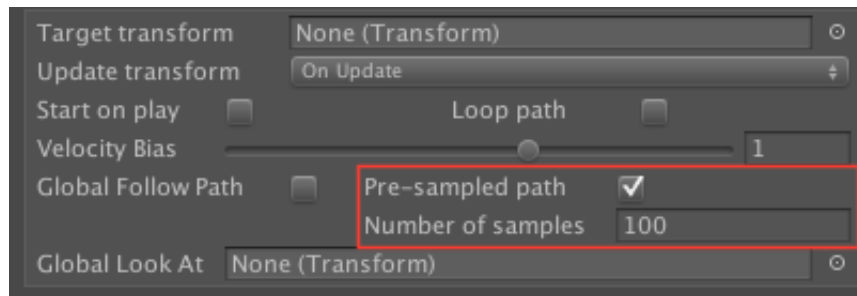 Target transform None (Transform)
Update transform On Update
Start on play Loop path
Velocity Bias 1
Global Follow Path Pre-sampled path
Number of samples 100
Global Look At None (Transform)